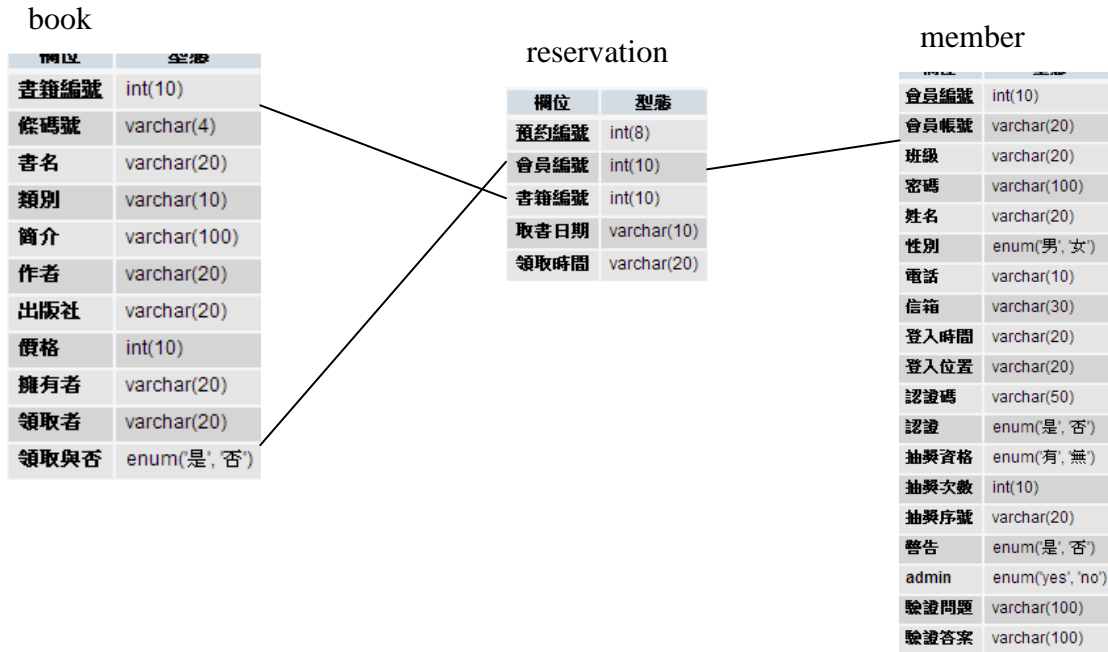 book
欄位 型態
書籍編號 int(10)
條碼號 varchar(4)
書名 varchar(20)
類別 varchar(10)
簡介 varchar(100)
作者 varchar(20)
出版社 varchar(20)
價格 int(10)
擁有者 varchar(20)
領取者 varchar(20)
領取與否 enum('是', '否')
reservation
欄位 型態
預約編號 int(8)
會員編號 int(10)
書籍編號 int(10)
取書日期 varchar(10)
領取時間 varchar(20)
member
會員編號 int(10)
會員帳號 varchar(20)
班級 varchar(20)
密碼 varchar(100)
姓名 varchar(20)
性別 enum('男', '女')
電話 varchar(10)
信箱 varchar(30)
登入時間 varchar(20)
登入位置 varchar(20)
認證碼 varchar(50)
認證 enum('是', '否')
抽獎資格 enum('有', '無')
抽獎次數 int(10)
抽獎序號 varchar(20)
警告 enum('是', '否')
admin enum('yes', 'no')
驗證問題 varchar(100)
驗證答案 varchar(100)